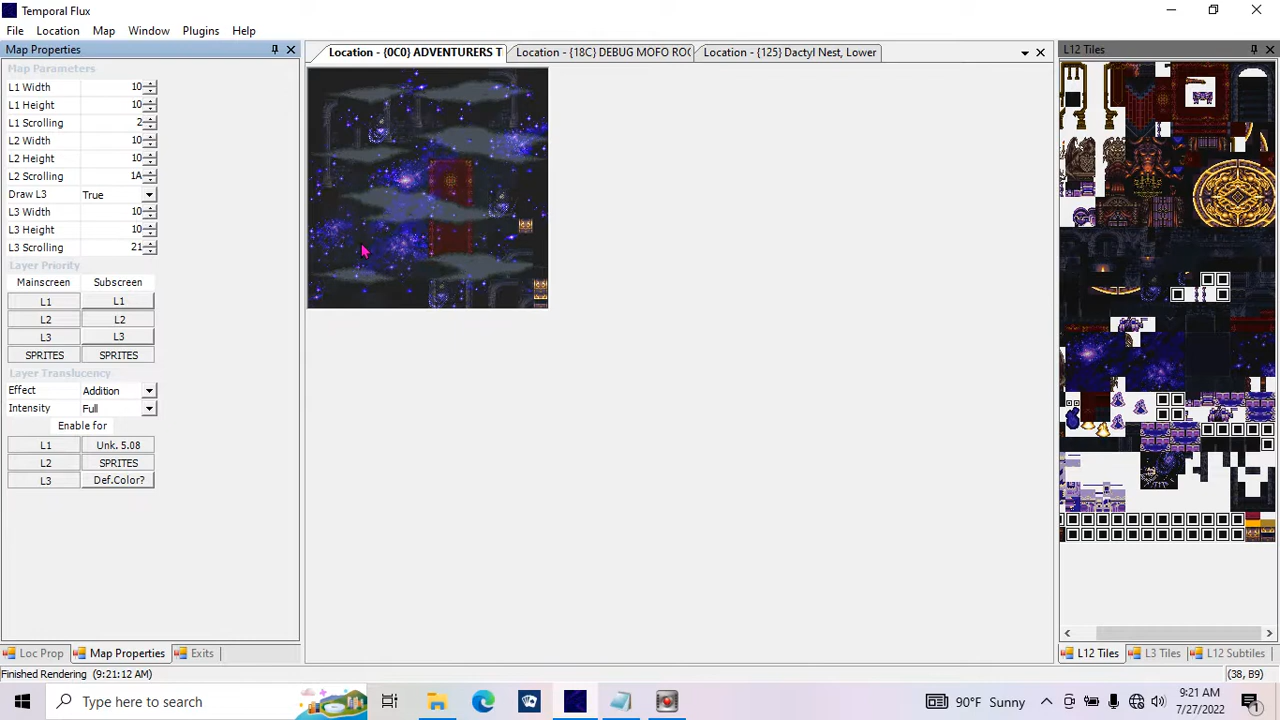 Temporal Flux
File Location Map Window Plugins Help
Map Properties
Location - {0C0} ADVENTURERS T
Location - {18C} DEBUG MOFO ROO
Location - {125} Dactyl Nest, Lower
L12 Tiles
Map Parameters
L1 Width 10
L1 Height 10
L1 Scrolling 2
L2 Width 10
L2 Height 10
L2 Scrolling 1A
Draw L3 True
L3 Width 10
L3 Height 10
L3 Scrolling 21
Layer Priority
Mainscreen Subscreen
L1 L1
L2 L2
L3 L3
SPRITES SPRITES
Layer Translucency
Effect Addition
Intensity Full
Enable for
L1 Unk. 5.08
L2 SPRITES
L3 Def.Color?
Loc Prop Map Properties Exits
L12 Tiles L3 Tiles L12 Subtiles
Finished Rendering (9:21:12 AM)
(38, B9)
Type here to search
90°F Sunny
9:21 AM
7/27/2022
1